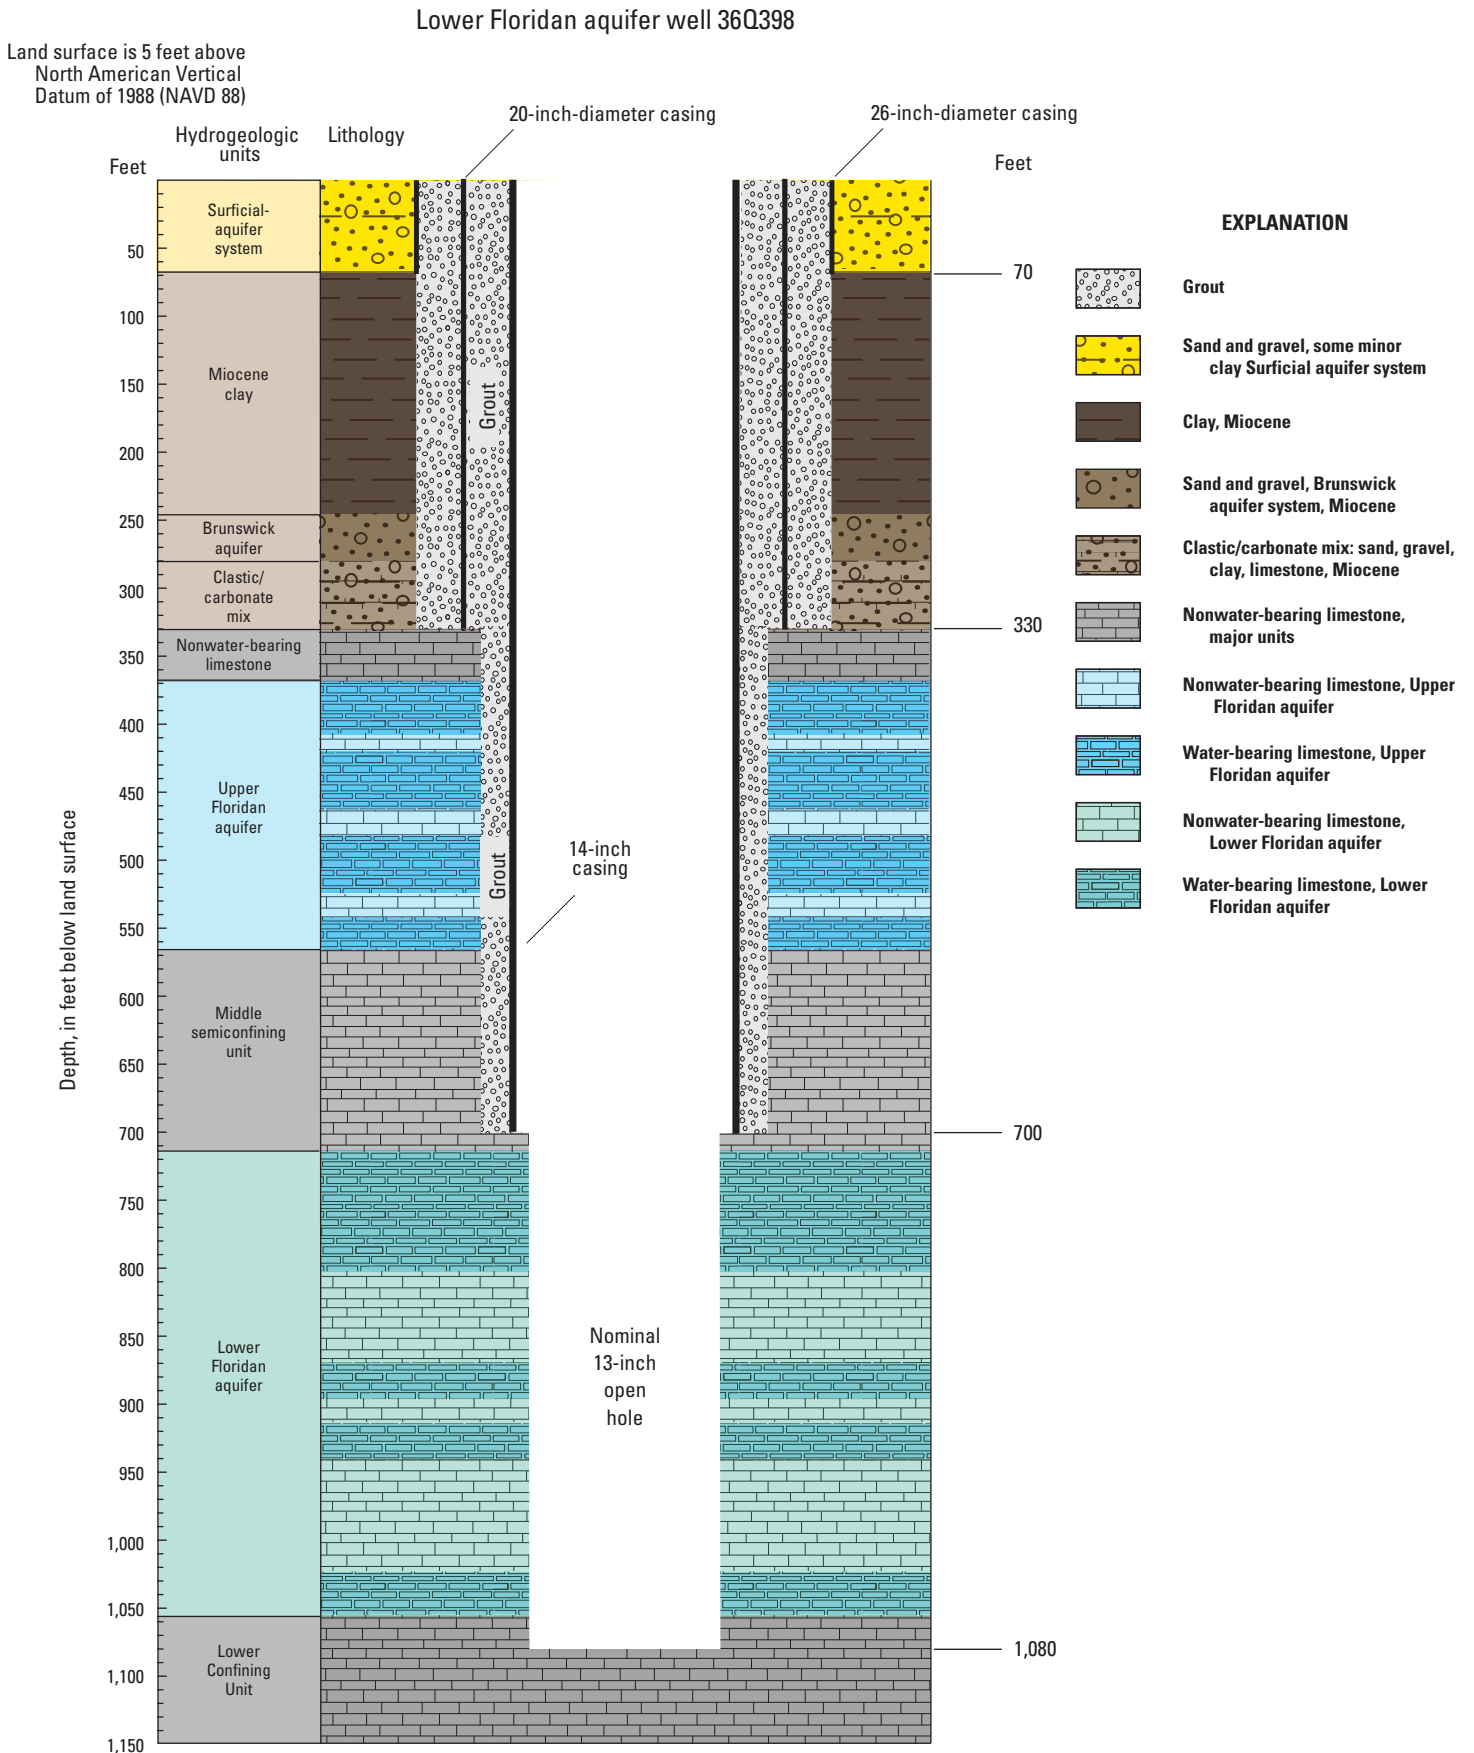 Lower Floridan aquifer well 36Q398
Land surface is 5 feet above
North American Vertical
Datum of 1988 (NAVD 88)
20-inch-diameter casing
26-inch-diameter casing
Hydrogeologic
units
Lithology
Feet
Feet
Surficial-
aquifer
system
Miocene
clay
Brunswick
aquifer
Clastic/
carbonate
mix
Nonwater-bearing
limestone
Upper
Floridan
aquifer
Middle
semiconfining
unit
Lower
Floridan
aquifer
Lower
Confining
Unit
Depth, in feet below land surface
50
100
150
200
250
300
350
400
450
500
550
600
650
700
750
800
850
900
950
1,000
1,050
1,100
1,150
Grout
Grout
14-inch
casing
Nominal
13-inch
open
hole
70
330
700
1,080
EXPLANATION
Grout
Sand and gravel, some minor
clay Surficial aquifer system
Clay, Miocene
Sand and gravel, Brunswick
aquifer system, Miocene
Clastic/carbonate mix: sand, gravel,
clay, limestone, Miocene
Nonwater-bearing limestone,
major units
Nonwater-bearing limestone, Upper
Floridan aquifer
Water-bearing limestone, Upper
Floridan aquifer
Nonwater-bearing limestone,
Lower Floridan aquifer
Water-bearing limestone, Lower
Floridan aquifer